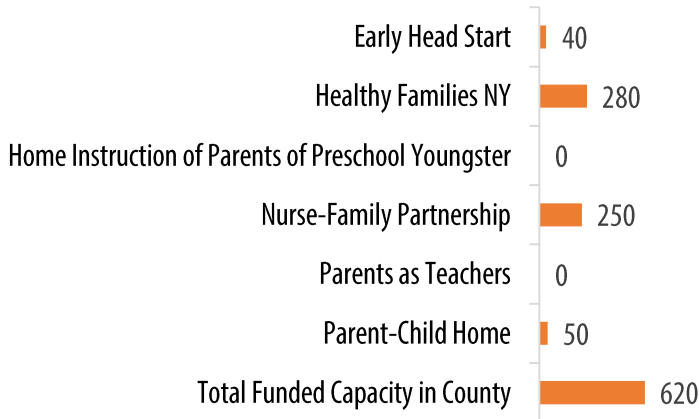 Early Head Start 40
Healthy Families NY 280
Home Instruction of Parents of Preschool Youngster 0
Nurse-Family Partnership 250
Parents as Teachers 0
Parent-Child Home 50
Total Funded Capacity in County 620